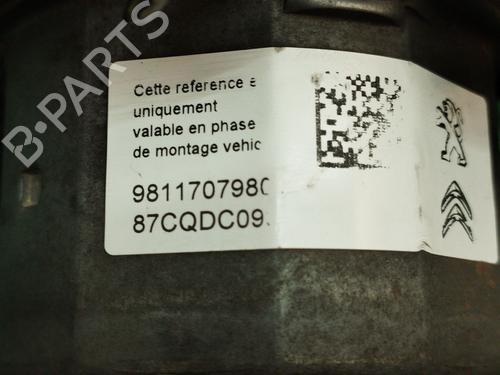 B-PARTS
Cette reference e
uniquement
valable en phase
de montage vehic
9811707980
87CQDC09